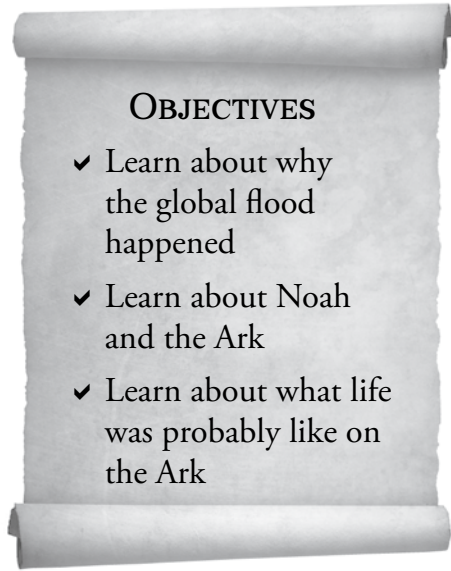 OBJECTIVES
✓ Learn about why
the global flood
happened
✓ Learn about Noah
and the Ark
✓ Learn about what life
was probably like on
the Ark